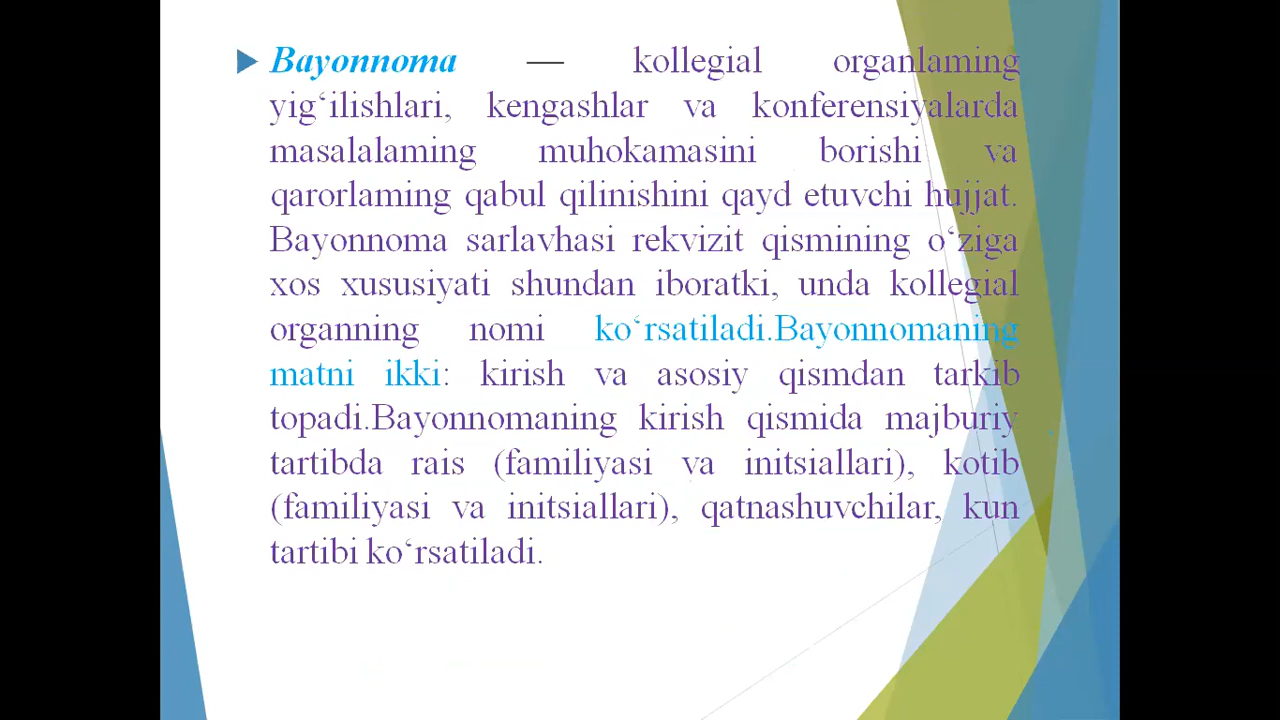 Bayonnoma — kollegial organlaming
yig‘ilishlari, kengashlar va konferensiyalarda
masalalaming muhokamasini borishi va
qarorlaming qabul qilinishini qayd etuvchi hujjat.
Bayonnoma sarlavhasi rekvizit qismining o‘ziga
xos xususiyati shundan iboratki, unda kollegial
organning nomi ko‘rsatiladi.Bayonnomaning
matni ikki: kirish va asosiy qismdan tarkib
topadi.Bayonnomaning kirish qismida majburiy
tartibda rais (familiyasi va initsiallari), kotib
(familiyasi va initsiallari), qatnashuvchilar, kun
tartibi ko‘rsatiladi.